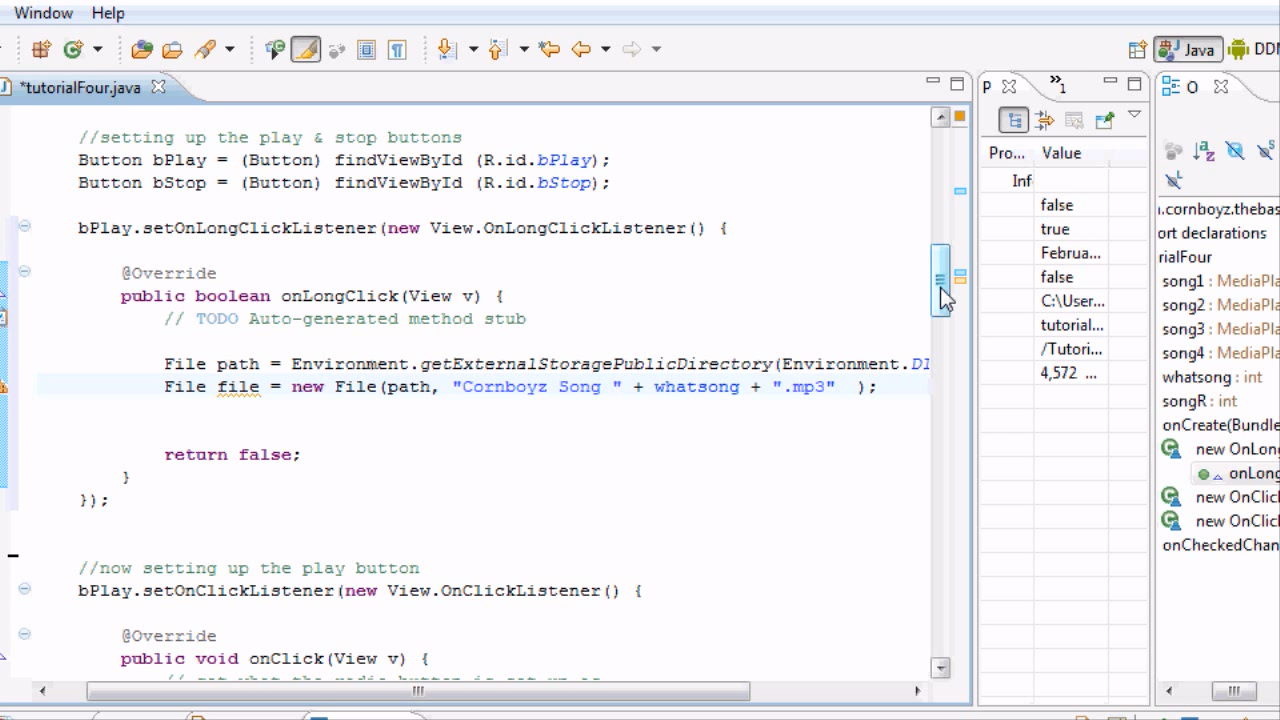 Window Help
Java DDM
*tutorialFour.java
P 1 O
//setting up the play & stop buttons
Button bPlay = (Button) findViewById (R.id.bPlay);
Button bStop = (Button) findViewById (R.id.bStop);
bPlay.setOnLongClickListener(new View.OnLongClickListener() {
@Override
public boolean onLongClick(View v) {
// TODO Auto-generated method stub
File path = Environment.getExternalStoragePublicDirectory(Environment.DI
File file = new File(path, "Cornboyz Song " + whatsong + ".mp3" );
return false;
}
});
//now setting up the play button
bPlay.setOnClickListener(new View.OnClickListener() {
@Override
public void onClick(View v) {
Pro... Value
Inf
false
true
Februa...
false
C:\User...
tutorial...
/Tutori...
4,572 ...
.cornboyz.thebas
ort declarations
rialFour
song1 : MediaPla
song2 : MediaPla
song3 : MediaPla
song4 : MediaPla
whatsong : int
songR : int
onCreate(Bundle
new OnLong
onLong
new OnClic
new OnClic
onCheckedChan